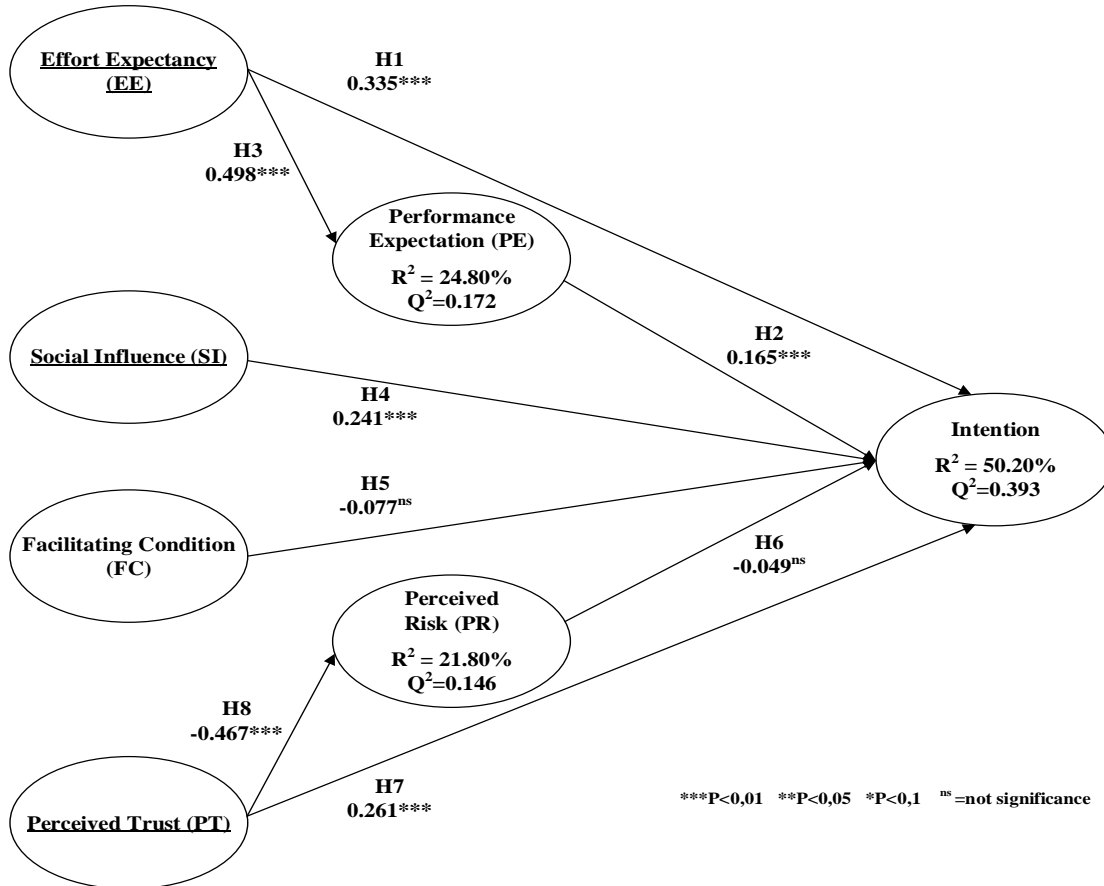 Effort Expectancy
(EE)
H1
0.335***
H3
0.498***
Performance
Expectation (PE)
R² = 24.80%
Q²=0.172
H2
0.165***
Social Influence (SI)
H4
0.241***
Intention
R² = 50.20%
Q²=0.393
H5
-0.077ⁿˢ
Facilitating Condition
(FC)
H6
-0.049ⁿˢ
Perceived
Risk (PR)
R² = 21.80%
Q²=0.146
H8
-0.467***
H7
0.261***
Perceived Trust (PT)
***P<0,01 **P<0,05 *P<0,1 ⁿˢ=not significance